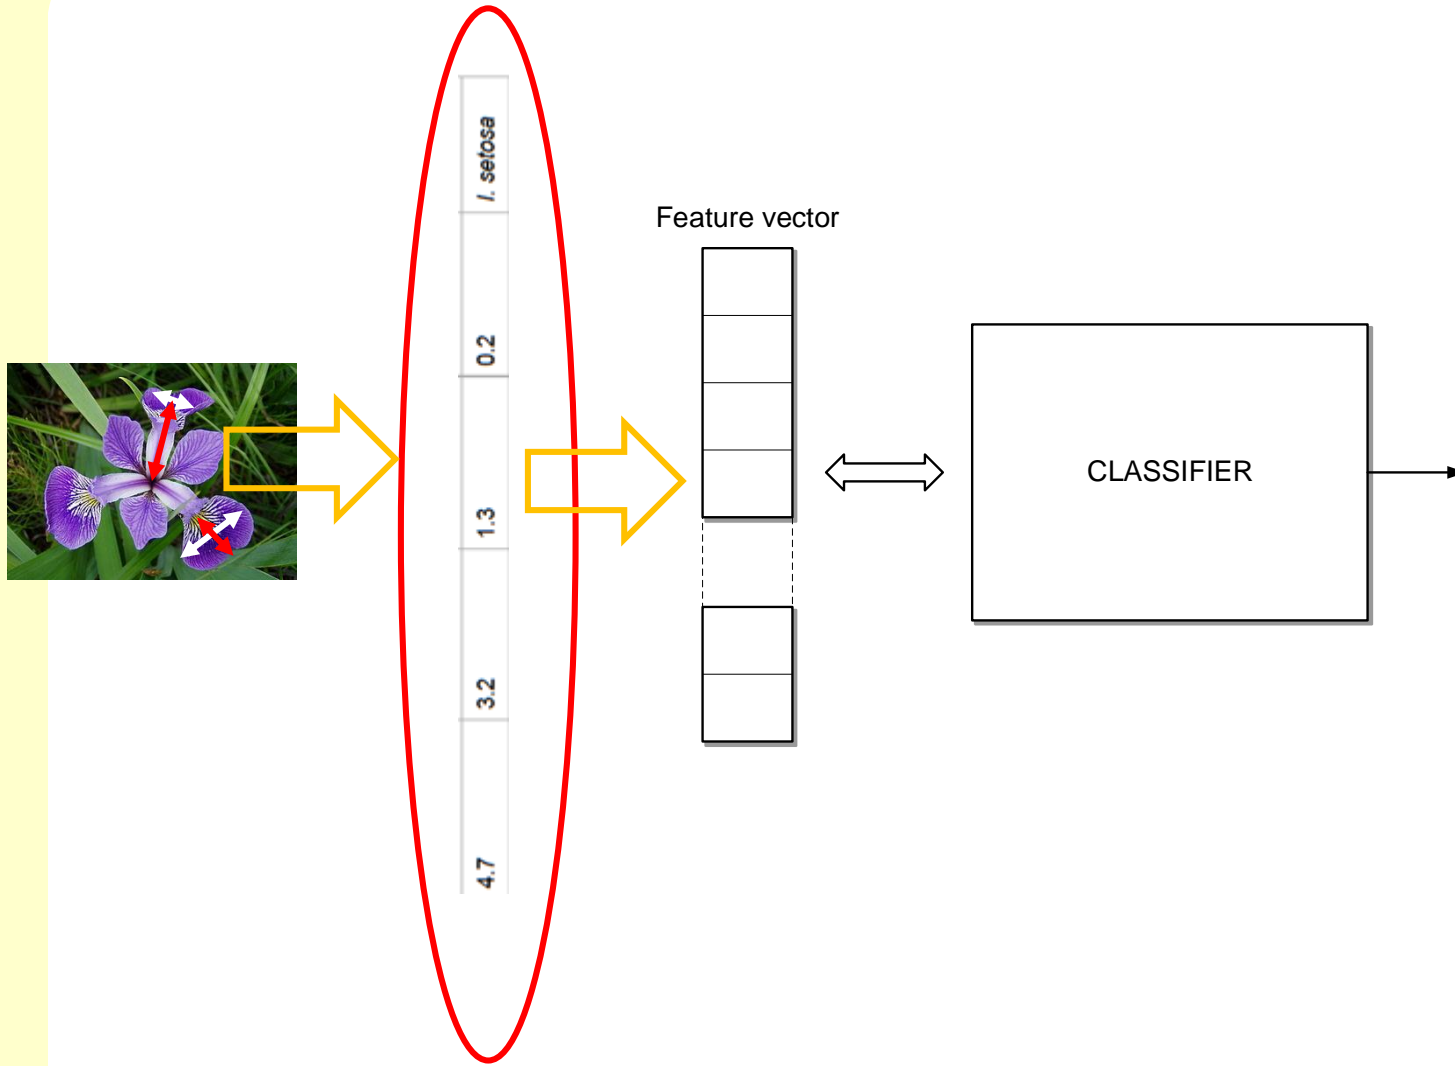 I. setosa
0.2
1.3
3.2
4.7
Feature vector
CLASSIFIER